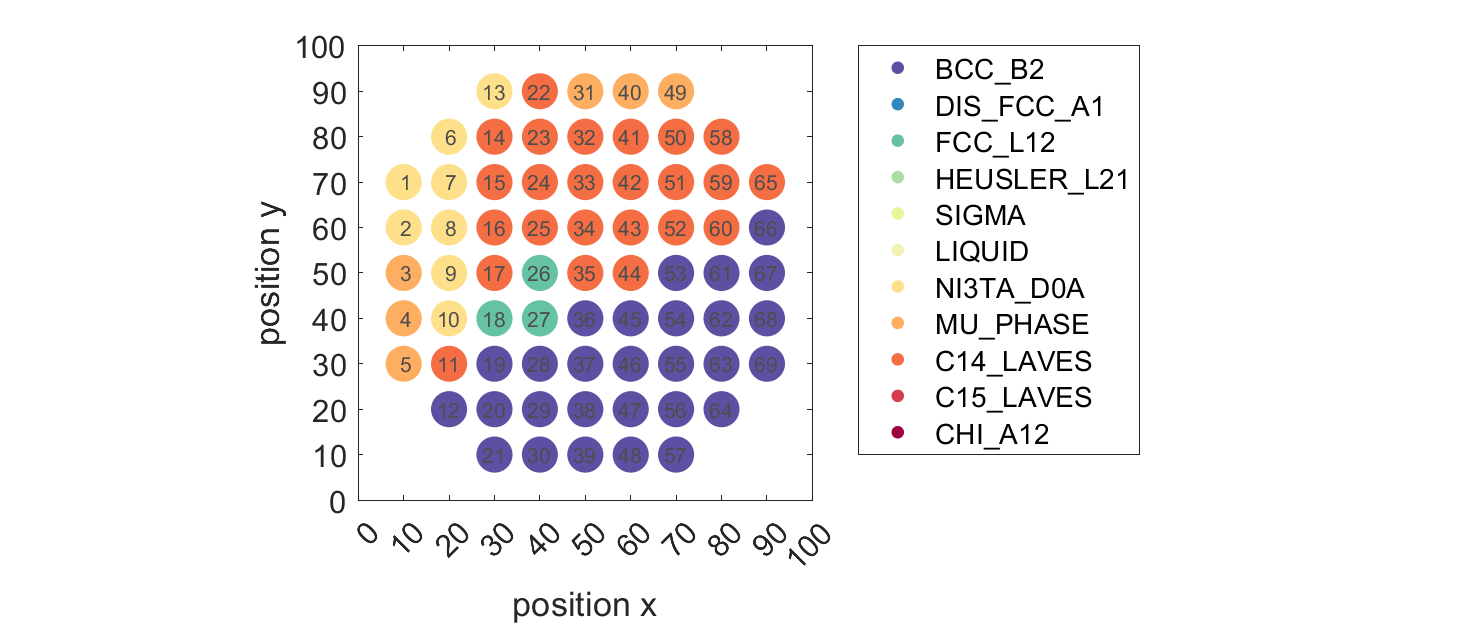 100
90
80
70
60
50
40
30
20
10
0
position y
13 22 31 40 49
6 14 23 32 41 50 58
1 7 15 24 33 42 51 59 65
2 8 16 25 34 43 52 60 66
3 9 17 26 35 44 53 61 67
4 10 18 27 36 45 54 62 68
5 11 19 28 37 46 55 63 69
12 20 29 38 47 56 64
21 30 39 48 57
0 10 20 30 40 50 60 70 80 90 100
position x
BCC_B2
DIS_FCC_A1
FCC_L12
HEUSLER_L21
SIGMA
LIQUID
NI3TA_D0A
MU_PHASE
C14_LAVES
C15_LAVES
CHI_A12